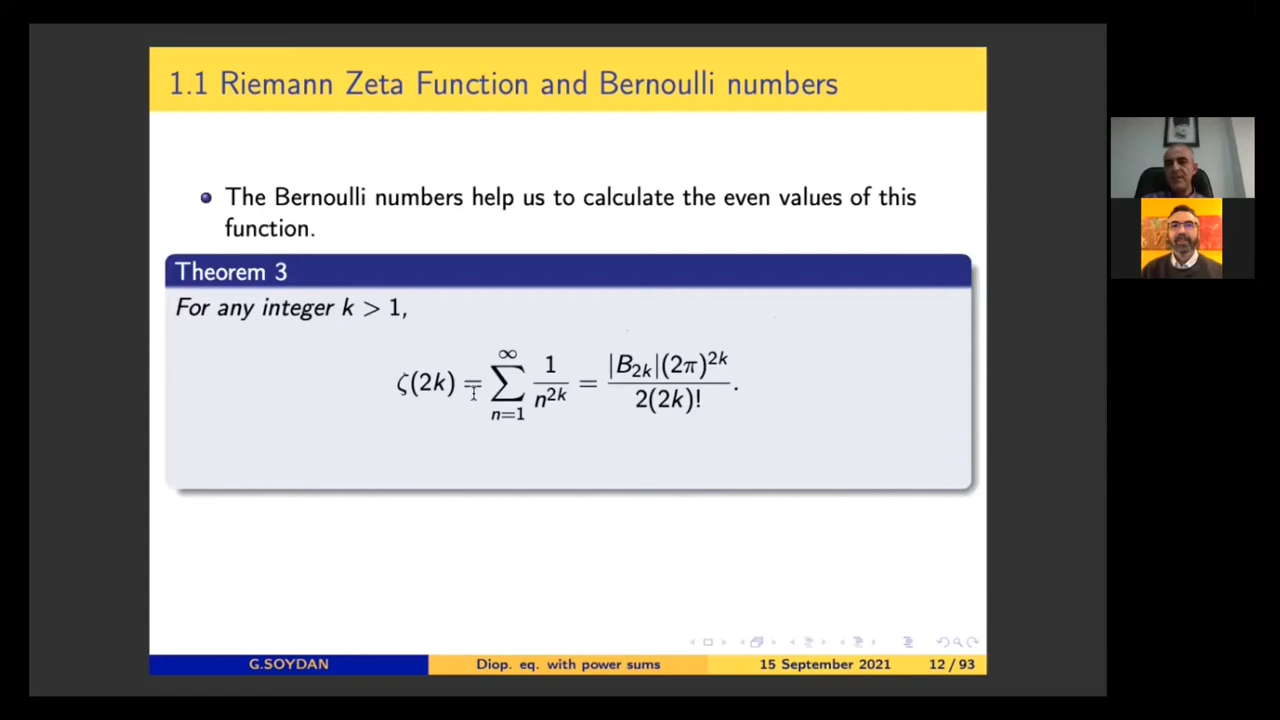 1.1 Riemann Zeta Function and Bernoulli numbers
The Bernoulli numbers help us to calculate the even values of this
function.
Theorem 3
For any integer k > 1,
ζ(2k) = ∑_{n=1}^{∞} 1/n^{2k} = |B_{2k}|(2π)^{2k} / 2(2k)! .
G.SOYDAN Diop. eq. with power sums 15 September 2021 12 / 93